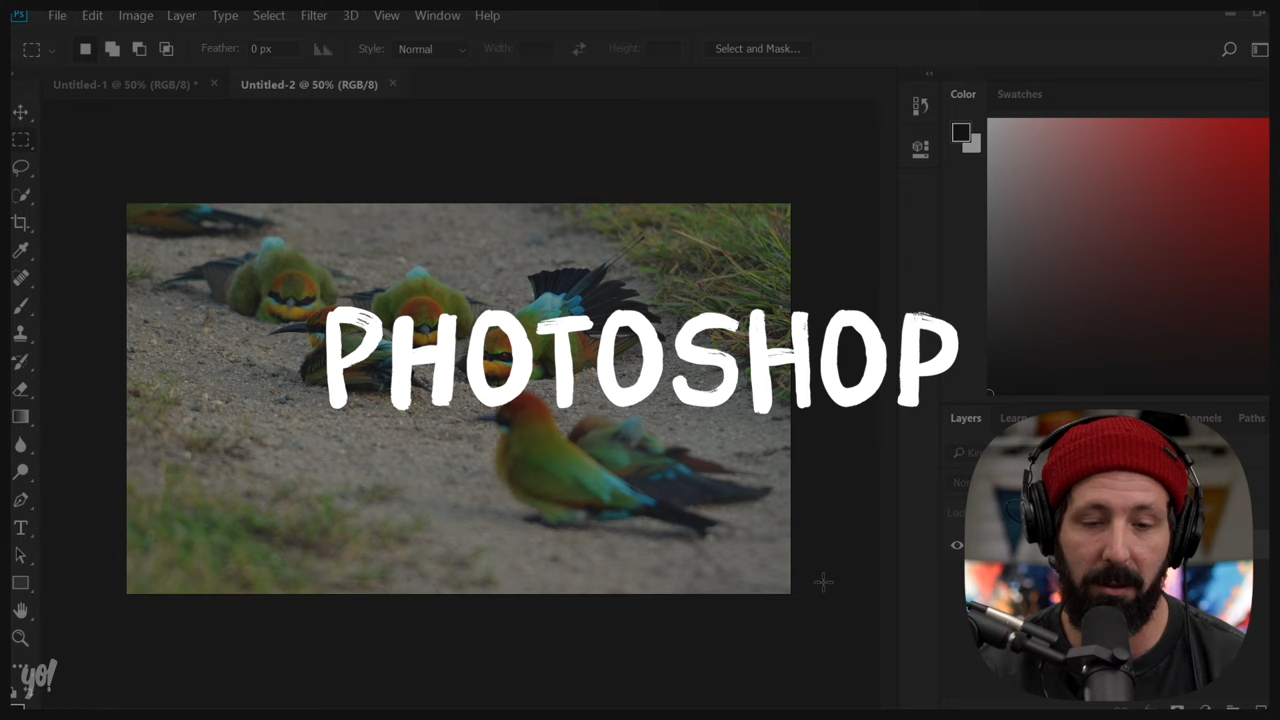 Ps File Edit Image Layer Type Select Filter 3D View Window Help
Feather: 0 px Style: Normal Width: Height: Select and Mask...
Untitled-1 @ 50% (RGB/8) * × Untitled-2 @ 50% (RGB/8) ×
Color Swatches
PHOTOSHOP
Layers Learn Paths
yo!